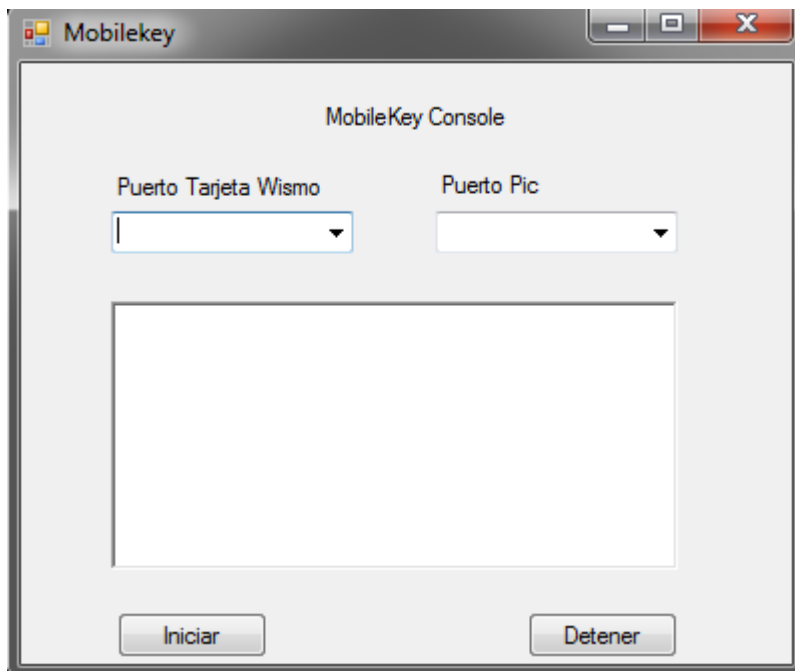 Mobilekey
MobileKey Console
Puerto Tarjeta Wismo
Puerto Pic
Iniciar
Detener